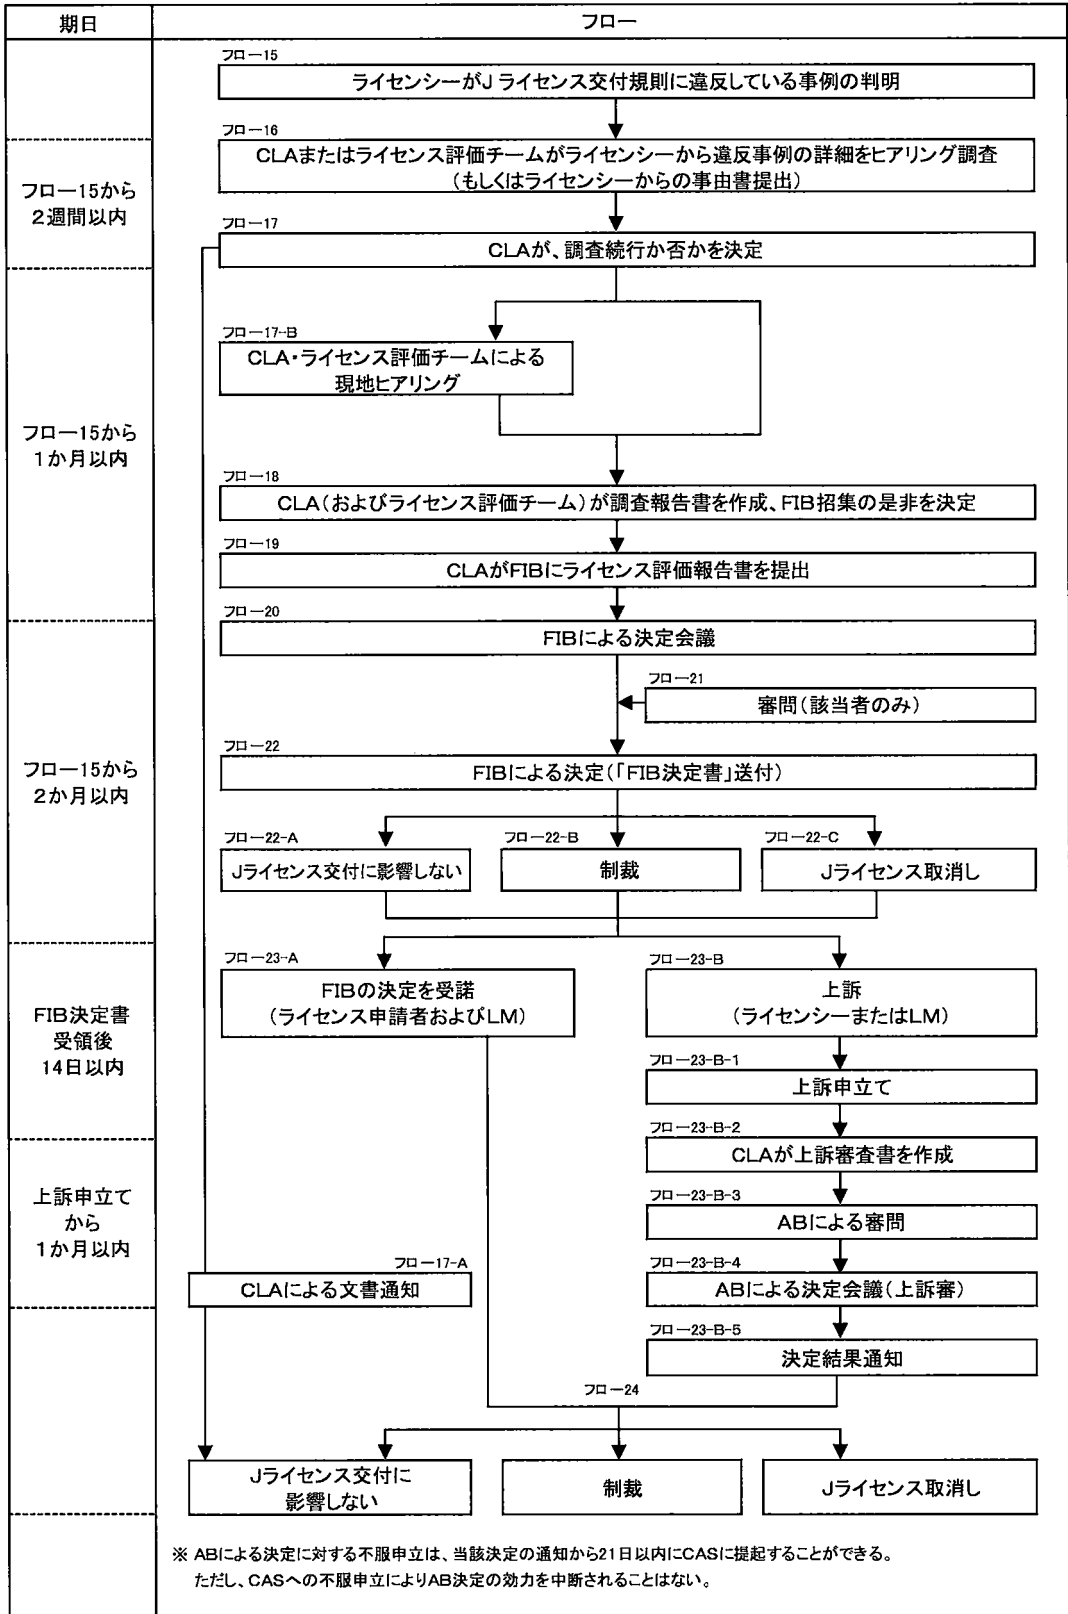 期日
フロー
フロー15
ライセンシーがJ ライセンス交付規則に違反している事例の判明
フロー16
CLAまたはライセンス評価チームがライセンシーから違反事例の詳細をヒアリング調査
(もしくはライセンシーからの事由書提出)
フロー15から
2週間以内
フロー17
CLAが、調査続行か否かを決定
フロー17-B
CLA・ライセンス評価チームによる
現地ヒアリング
フロー15から
1か月以内
フロー18
CLA(およびライセンス評価チーム)が調査報告書を作成、FIB招集の是非を決定
フロー19
CLAがFIBにライセンス評価報告書を提出
フロー20
FIBによる決定会議
フロー21
審問(該当者のみ)
フロー22
FIBによる決定(「FIB決定書」送付)
フロー15から
2か月以内
フロー22-A
Jライセンス交付に影響しない
フロー22-B
制裁
フロー22-C
Jライセンス取消し
フロー23-A
FIBの決定を受諾
(ライセンス申請者およびLM)
フロー23-B
上訴
(ライセンシーまたはLM)
FIB決定書
受領後
14日以内
フロー23-B-1
上訴申立て
フロー23-B-2
CLAが上訴審査書を作成
フロー23-B-3
ABによる審問
上訴申立て
から
1か月以内
フロー17-A
CLAによる文書通知
フロー23-B-4
ABによる決定会議(上訴審)
フロー23-B-5
決定結果通知
フロー24
Jライセンス交付に
影響しない
制裁
Jライセンス取消し
※ ABによる決定に対する不服申立は、当該決定の通知から21日以内にCASに提起することができる。
ただし、CASへの不服申立によりAB決定の効力を中断されることはない。